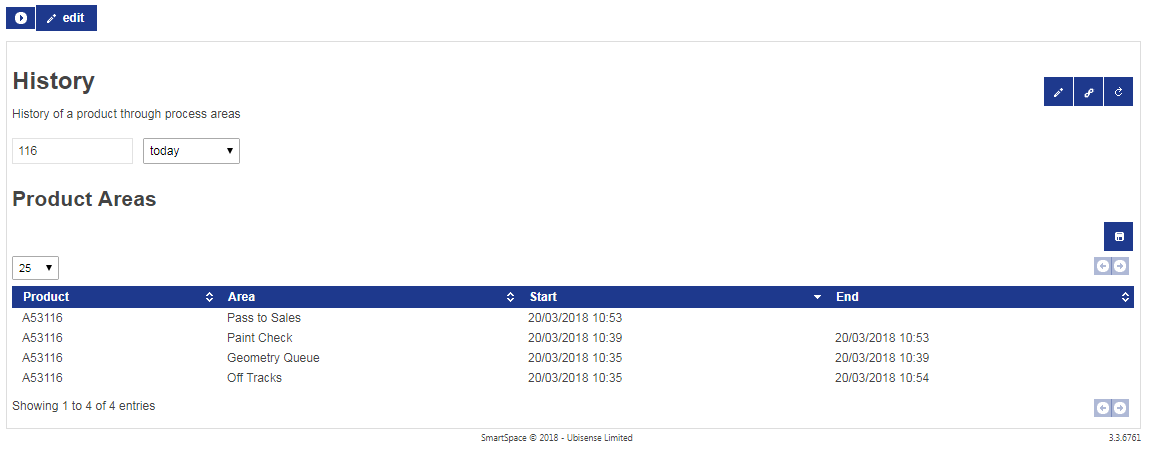 edit
History
History of a product through process areas
116 today
Product Areas
25
Product Area Start End
A53116 Pass to Sales 20/03/2018 10:53
A53116 Paint Check 20/03/2018 10:39 20/03/2018 10:53
A53116 Geometry Queue 20/03/2018 10:35 20/03/2018 10:39
A53116 Off Tracks 20/03/2018 10:35 20/03/2018 10:54
Showing 1 to 4 of 4 entries
SmartSpace © 2018 - Ubisense Limited 3.3.6761